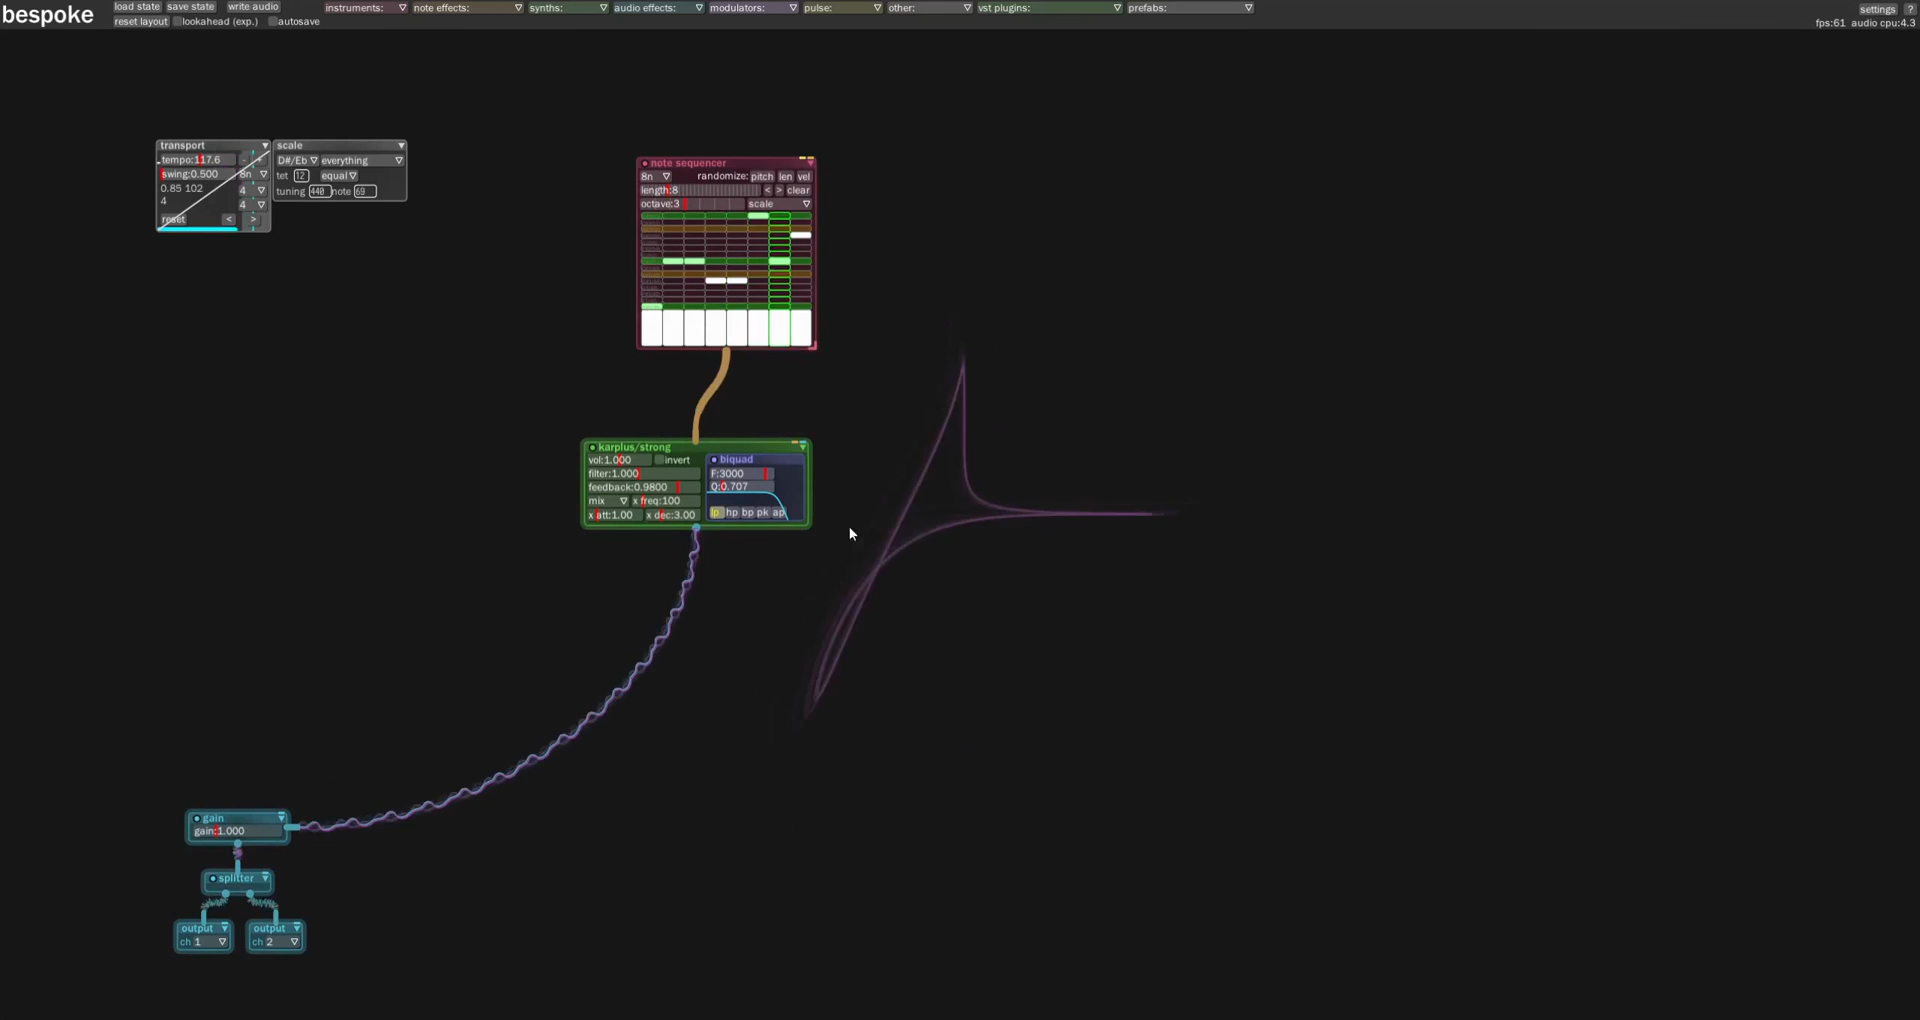 bespoke
load state save state write audio
reset layout lookahead (exp.) autosave
instruments: note effects: synths: audio effects: modulators: pulse: other: vst plugins: prefabs:
settings ?
fps:61 audio cpu:4.3
transport
tempo:117.6 - +
swing:0.500 8n
0.85 102 4
4 4
reset < >
scale
D#/Eb everything
tet 12 equal
tuning 440 note 69
note sequencer
8n randomize: pitch len vel
length:8 < > clear
octave:3 scale
karplus/strong
vol:1.000 invert
filter:1.000
feedback:0.9800
mix x freq:100
x att:1.00 x dec:3.00
biquad
F:3000
Q:0.707
lp hp bp pk ap
gain
gain:1.000
splitter
output output
ch 1 ch 2